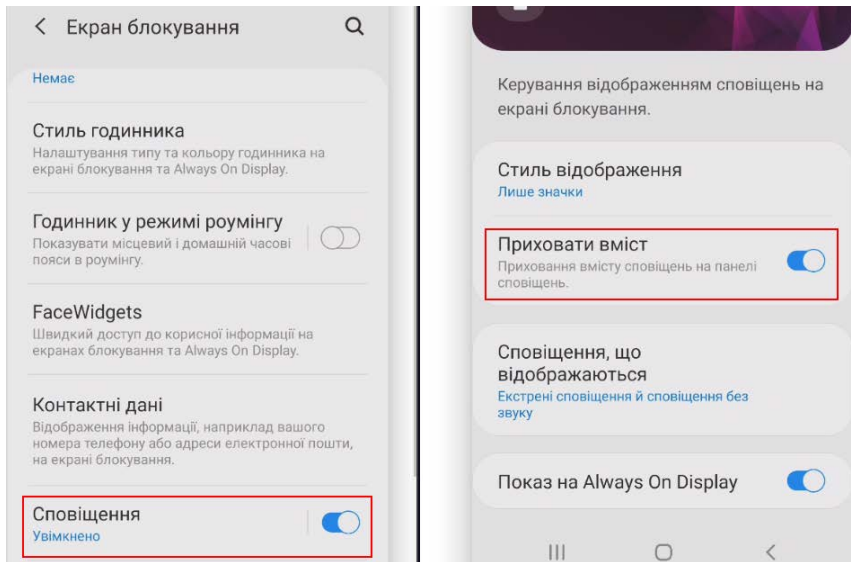 Екран блокування
Немає
Стиль годинника
Налаштування типу та кольору годинника на
екрані блокування та Always On Display.
Годинник у режимі роумінгу
Показувати місцевий і домашній часові
пояси в роумінгу.
FaceWidgets
Швидкий доступ до корисної інформації на
екранах блокування та Always On Display.
Контактні дані
Відображення інформації, наприклад вашого
номера телефону або адреси електронної пошти,
на екрані блокування.
Сповіщення
Увімкнено
Керування відображенням сповіщень на
екрані блокування.
Стиль відображення
Лише значки
Приховати вміст
Приховання вмісту сповіщень на панелі
сповіщень.
Сповіщення, що
відображаються
Екстрені сповіщення й сповіщення без
звуку
Показ на Always On Display